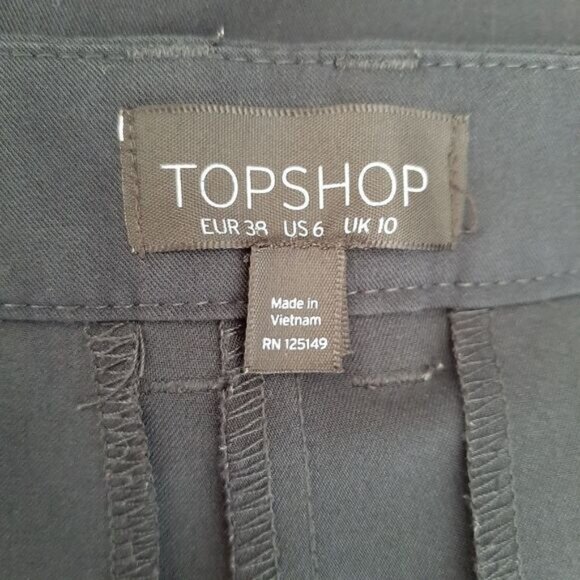 TOPSHOP
EUR 38 US 6 UK 10
Made in
Vietnam
RN 125149